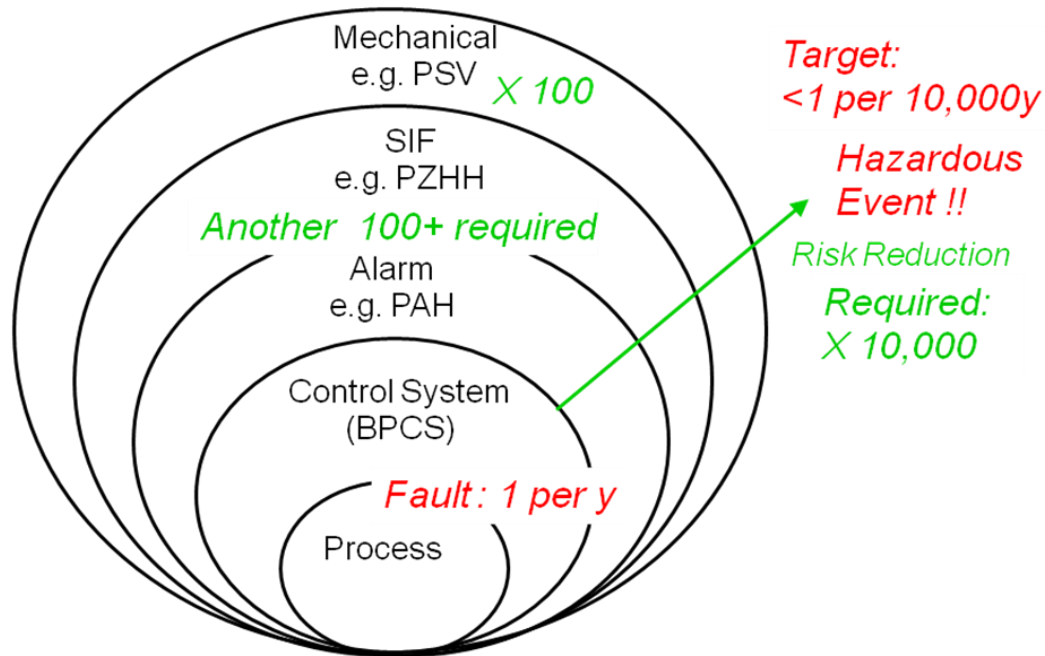 Mechanical
e.g. PSV
X 100
SIF
e.g. PZHH
Another 100+ required
Alarm
e.g. PAH
Control System
(BPCS)
Fault: 1 per y
Process
Target:
<1 per 10,000y
Hazardous
Event !!
Risk Reduction
Required:
X 10,000